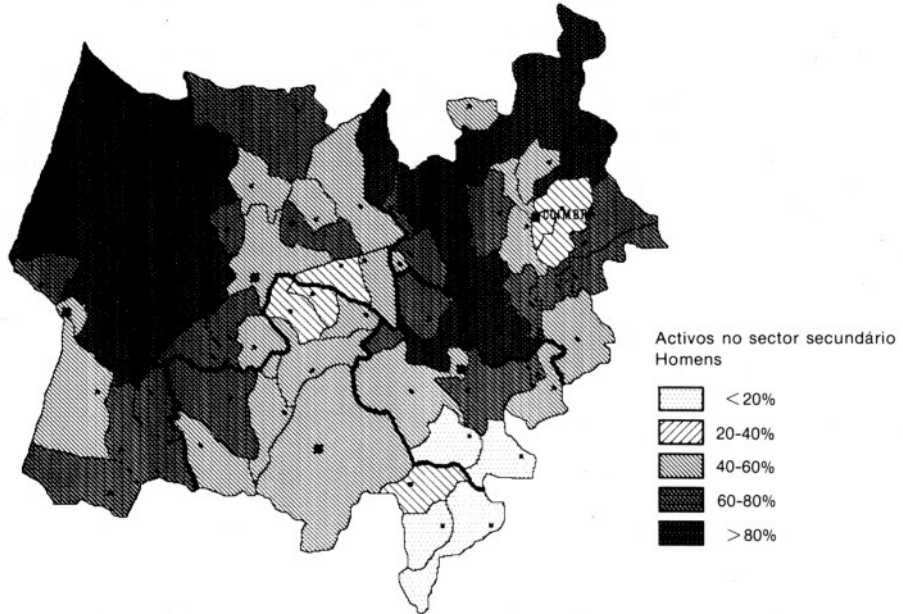 COIMBRA
Activos no sector secundário
Homens
<20%
20-40%
40-60%
60-80%
>80%